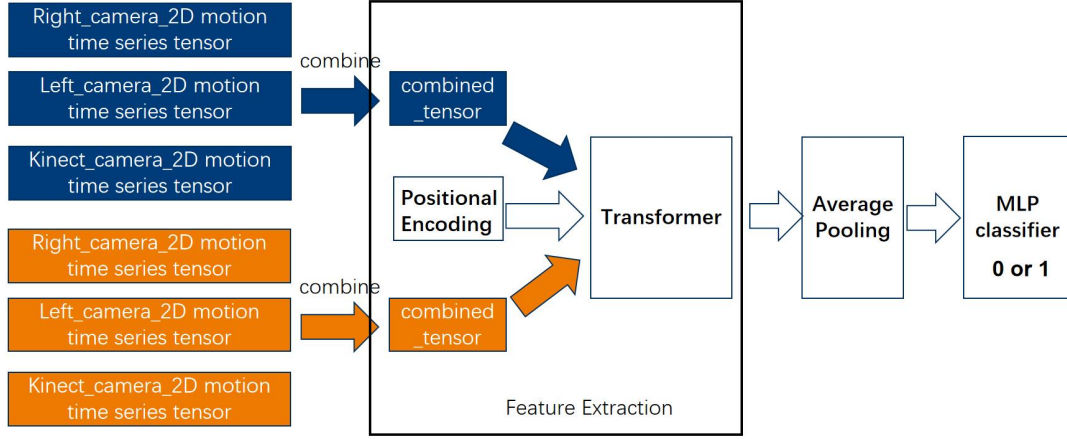 Right_camera_2D motion
time series tensor
Left_camera_2D motion
time series tensor
Kinect_camera_2D motion
time series tensor
Right_camera_2D motion
time series tensor
Left_camera_2D motion
time series tensor
Kinect_camera_2D motion
time series tensor
combine
combine
combined
_tensor
Positional
Encoding
combined
_tensor
Transformer
Feature Extraction
Average
Pooling
MLP
classifier
0 or 1